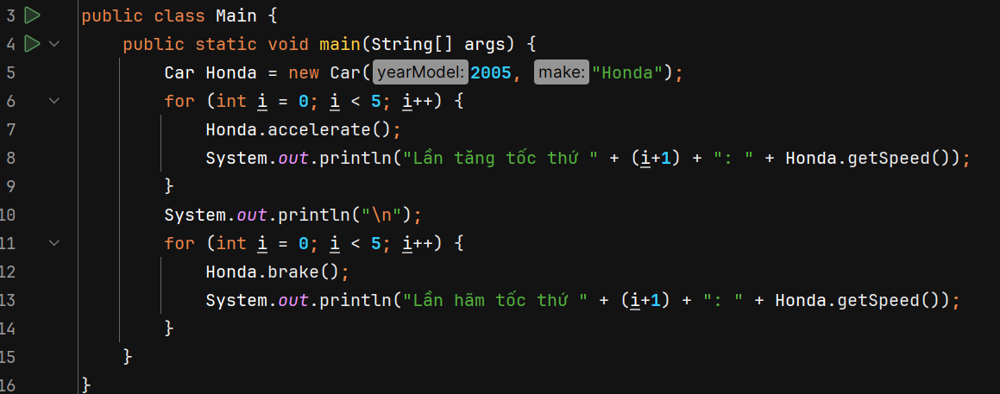 3 public class Main {
4 public static void main(String[] args) {
5 Car Honda = new Car( yearModel: 2005, make: "Honda");
6 for (int i = 0; i < 5; i++) {
7 Honda.accelerate();
8 System.out.println("Lần tăng tốc thứ " + (i+1) + ": " + Honda.getSpeed());
9 }
10 System.out.println("\n");
11 for (int i = 0; i < 5; i++) {
12 Honda.brake();
13 System.out.println("Lần hãm tốc thứ " + (i+1) + ": " + Honda.getSpeed());
14 }
15 }
16 }